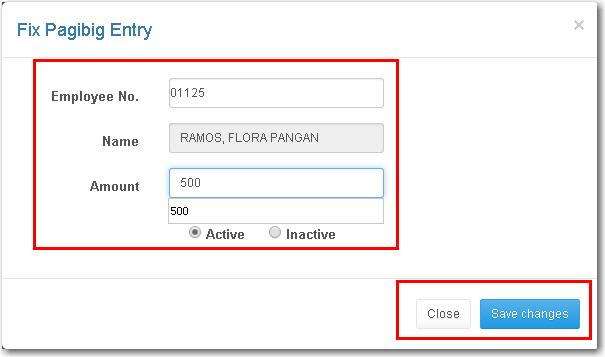 Fix Pagibig Entry ×
Employee No. 01125
Name RAMOS, FLORA PANGAN
Amount 500
500
Active Inactive
Close Save changes